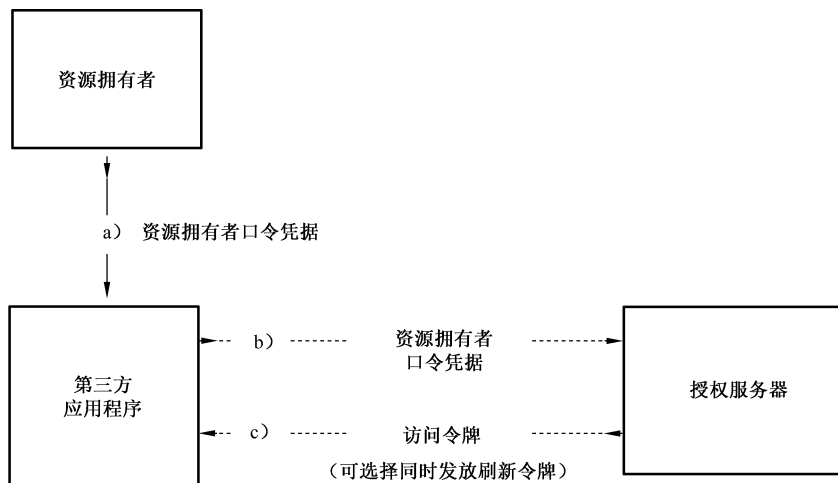 资源拥有者
a） 资源拥有者口令凭据
b） 资源拥有者
口令凭据
第三方
应用程序
授权服务器
c） 访问令牌
（可选择同时发放刷新令牌）